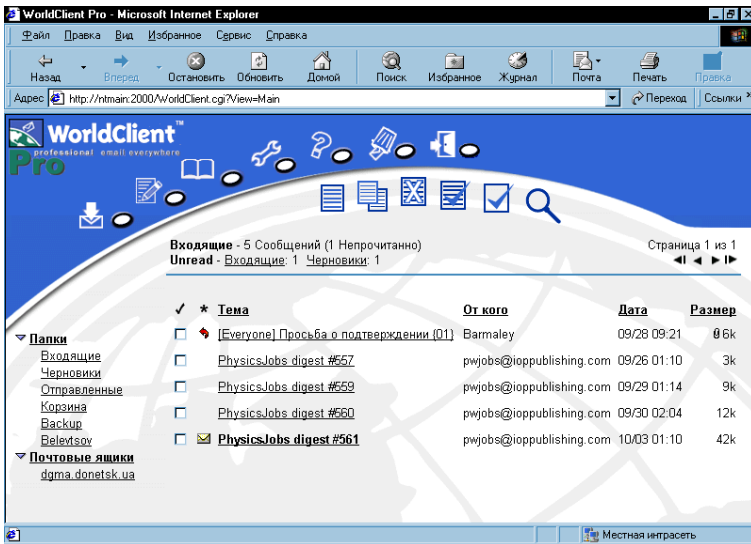 WorldClient Pro - Microsoft Internet Explorer
Файл Правка Вид Избранное Сервис Справка
Назад Вперед Остановить Обновить Домой Поиск Избранное Журнал Почта Печать Правка
Адрес http://ntmain:2000/WorldClient.cgi?View=Main Переход Ссылки »
WorldClient™
professional email everywhere
Pro
Входящие - 5 Сообщений (1 Непрочитанно) Страница 1 из 1
Unread - Входящие: 1 Черновики: 1
✓ * Тема От кого Дата Размер
[Everyone] Просьба о подтверждении {01} Barmaley 09/28 09:21 6k
PhysicsJobs digest #557 pwjobs@ioppublishing.com 09/26 01:10 3k
PhysicsJobs digest #559 pwjobs@ioppublishing.com 09/29 01:14 9k
PhysicsJobs digest #560 pwjobs@ioppublishing.com 09/30 02:04 12k
PhysicsJobs digest #561 pwjobs@ioppublishing.com 10/03 01:10 42k
Папки
Входящие
Черновики
Отправленные
Корзина
Backup
Belevtsov
Почтовые ящики
dgma.donetsk.ua
Местная интрасеть